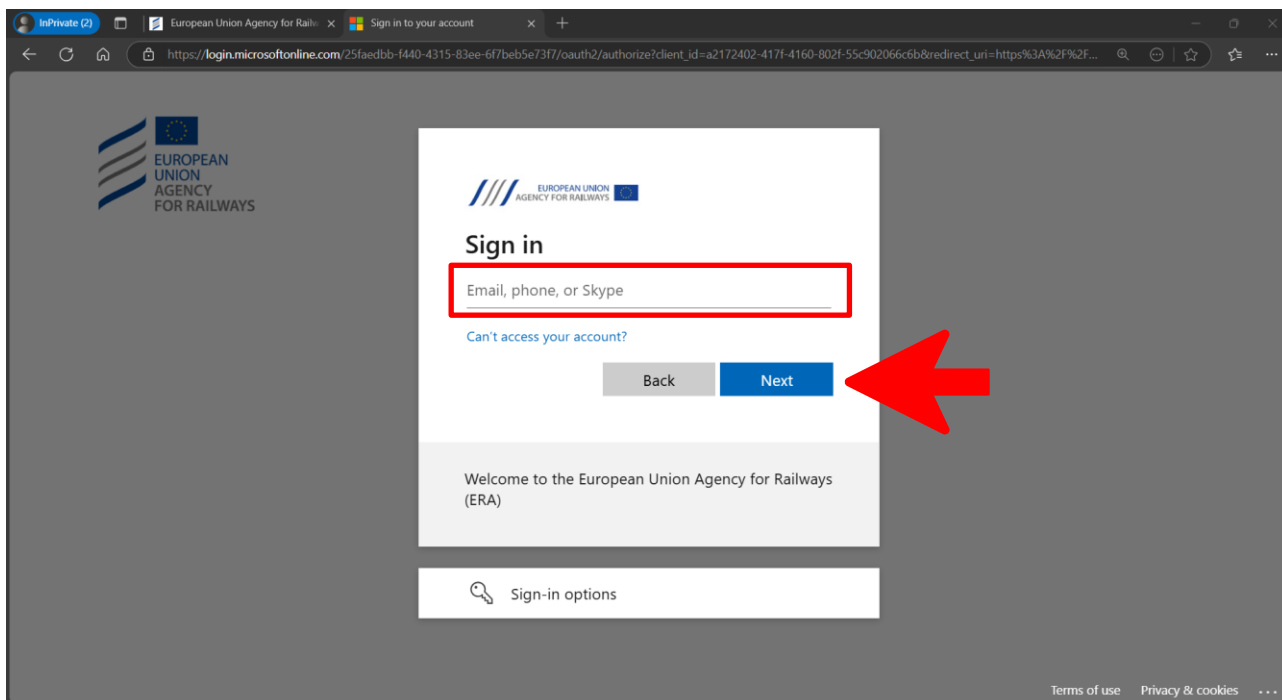 InPrivate (2)
European Union Agency for Railw
Sign in to your account
https://login.microsoftonline.com/25faedbb-f440-4315-83ee-6f7beb5e73f7/oauth2/authorize?client_id=a2172402-417f-4160-802f-55c902066c6b&redirect_uri=https%3A%2F%2F...
EUROPEAN
UNION
AGENCY
FOR RAILWAYS
EUROPEAN UNION
AGENCY FOR RAILWAYS
Sign in
Email, phone, or Skype
Can't access your account?
Back
Next
Welcome to the European Union Agency for Railways
(ERA)
Sign-in options
Terms of use
Privacy & cookies
...